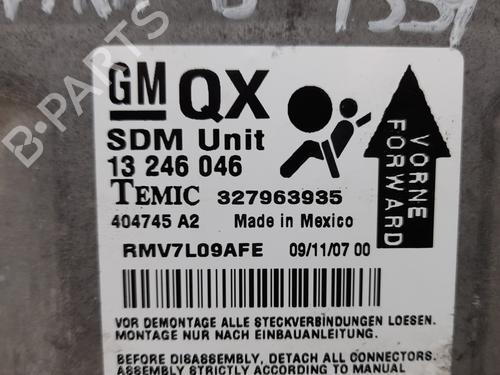 B-PARTS
GM QX
SDM Unit
13 246 046
TEMIC 327963935
404745 A2 Made in Mexico
RMV7L09AFE 09/11/07 00
VORNE
FORWARD
VOR DEMONTAGE ALLE STECKVERBINDUNGEN LOESEN.
MONTAGE NUR NACH EINBAUANLEITUNG.
BEFORE DISASSEMBLY, DETACH ALL CONNECTORS.
ASSEMBLY STRICTLY ACCORDING TO MANUAL